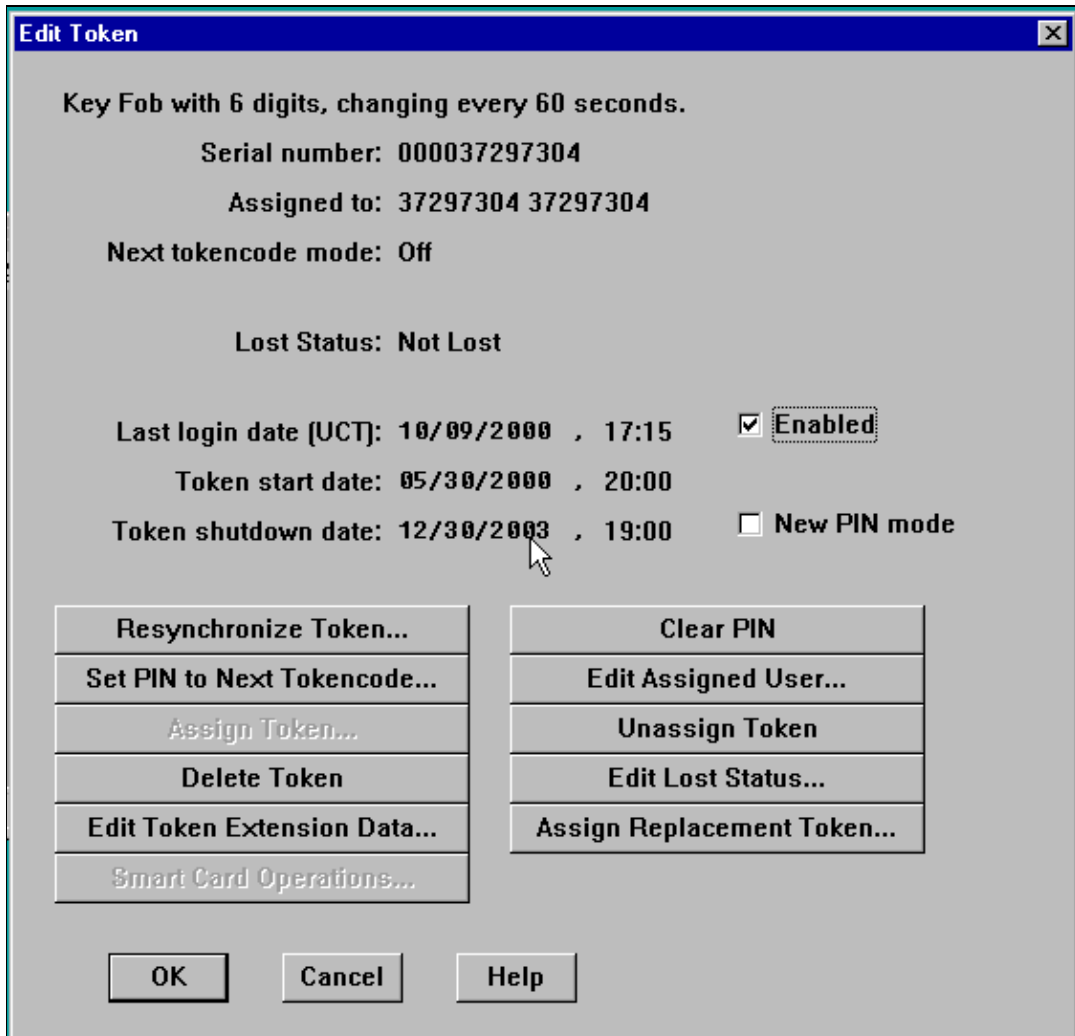 Edit Token
Key Fob with 6 digits, changing every 60 seconds.
Serial number: 000037297304
Assigned to: 37297304 37297304
Next tokencode mode: Off
Lost Status: Not Lost
Last login date (UCT): 10/09/2000 , 17:15 Enabled
Token start date: 05/30/2000 , 20:00
Token shutdown date: 12/30/2003 , 19:00 New PIN mode
Resynchronize Token... Clear PIN
Set PIN to Next Tokencode... Edit Assigned User...
Assign Token... Unassign Token
Delete Token Edit Lost Status...
Edit Token Extension Data... Assign Replacement Token...
Smart Card Operations...
OK Cancel Help